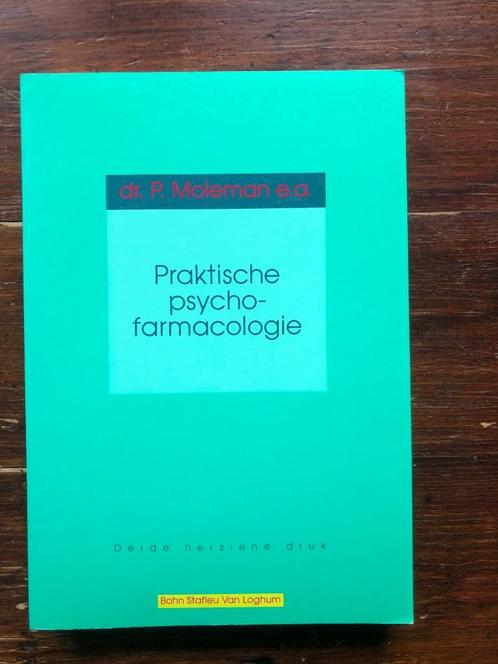 dr. P. Moleman e.a.
Praktische
psycho-
farmacologie
Derde herziene druk
Bohn Stafleu Van Loghum